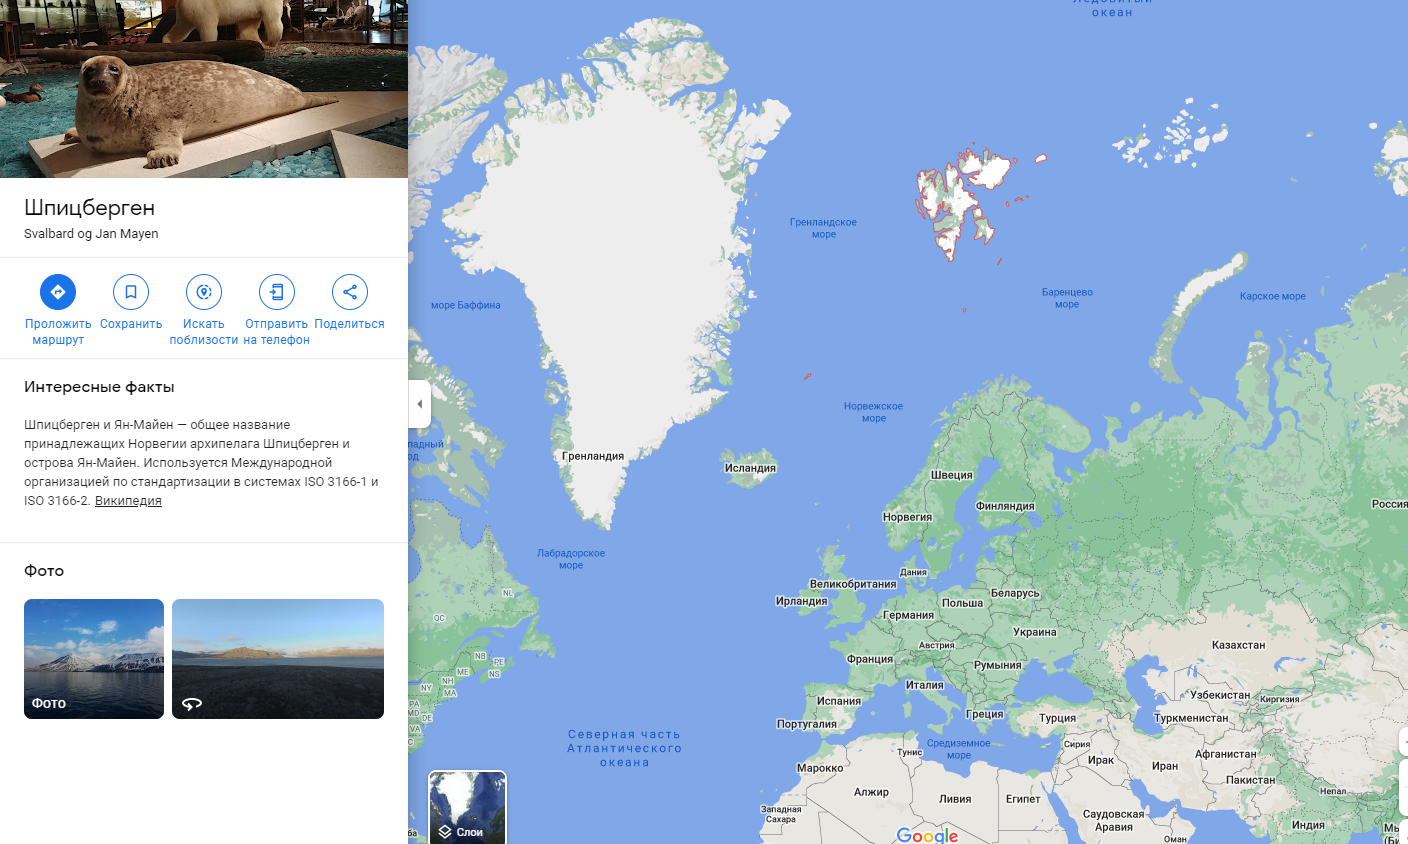 Шпицберген
Svalbard og Jan Mayen
Проложить маршрут
Сохранить
Искать поблизости
Отправить на телефон
Поделиться
Интересные факты
Шпицберген и Ян-Майен — общее название
принадлежащих Норвегии архипелага Шпицберген и
острова Ян-Майен. Используется Международной
организацией по стандартизации в системах ISO 3166-1 и
ISO 3166-2. Википедия
Фото
Фото
океан
Гренландское
море
море Баффина
Баренцево
море
Карское море
Норвежское
море
Гренландия
Исландия
Швеция
Финляндия
Норвегия
Россия
Лабрадорское
море
Дания
Великобритания
Ирландия
Беларусь
Польша
Германия
Украина
Австрия
Казахстан
Франция
Румыния
Италия
Испания
Португалия
Греция
Турция
Узбекистан
Киргизия
Туркменистан
NL
QC
NB
PE
NS
ME
NH
NY
MA
PA
MD
DE
VA
Северная часть
Атлантического
океана
Средиземное
море
Тунис
Сирия
Марокко
Ирак
Иран
Афганистан
Пакистан
Непал
Алжир
Ливия
Египет
Западная
Сахара
Саудовская
Аравия
Оман
Индия
Слои
Google